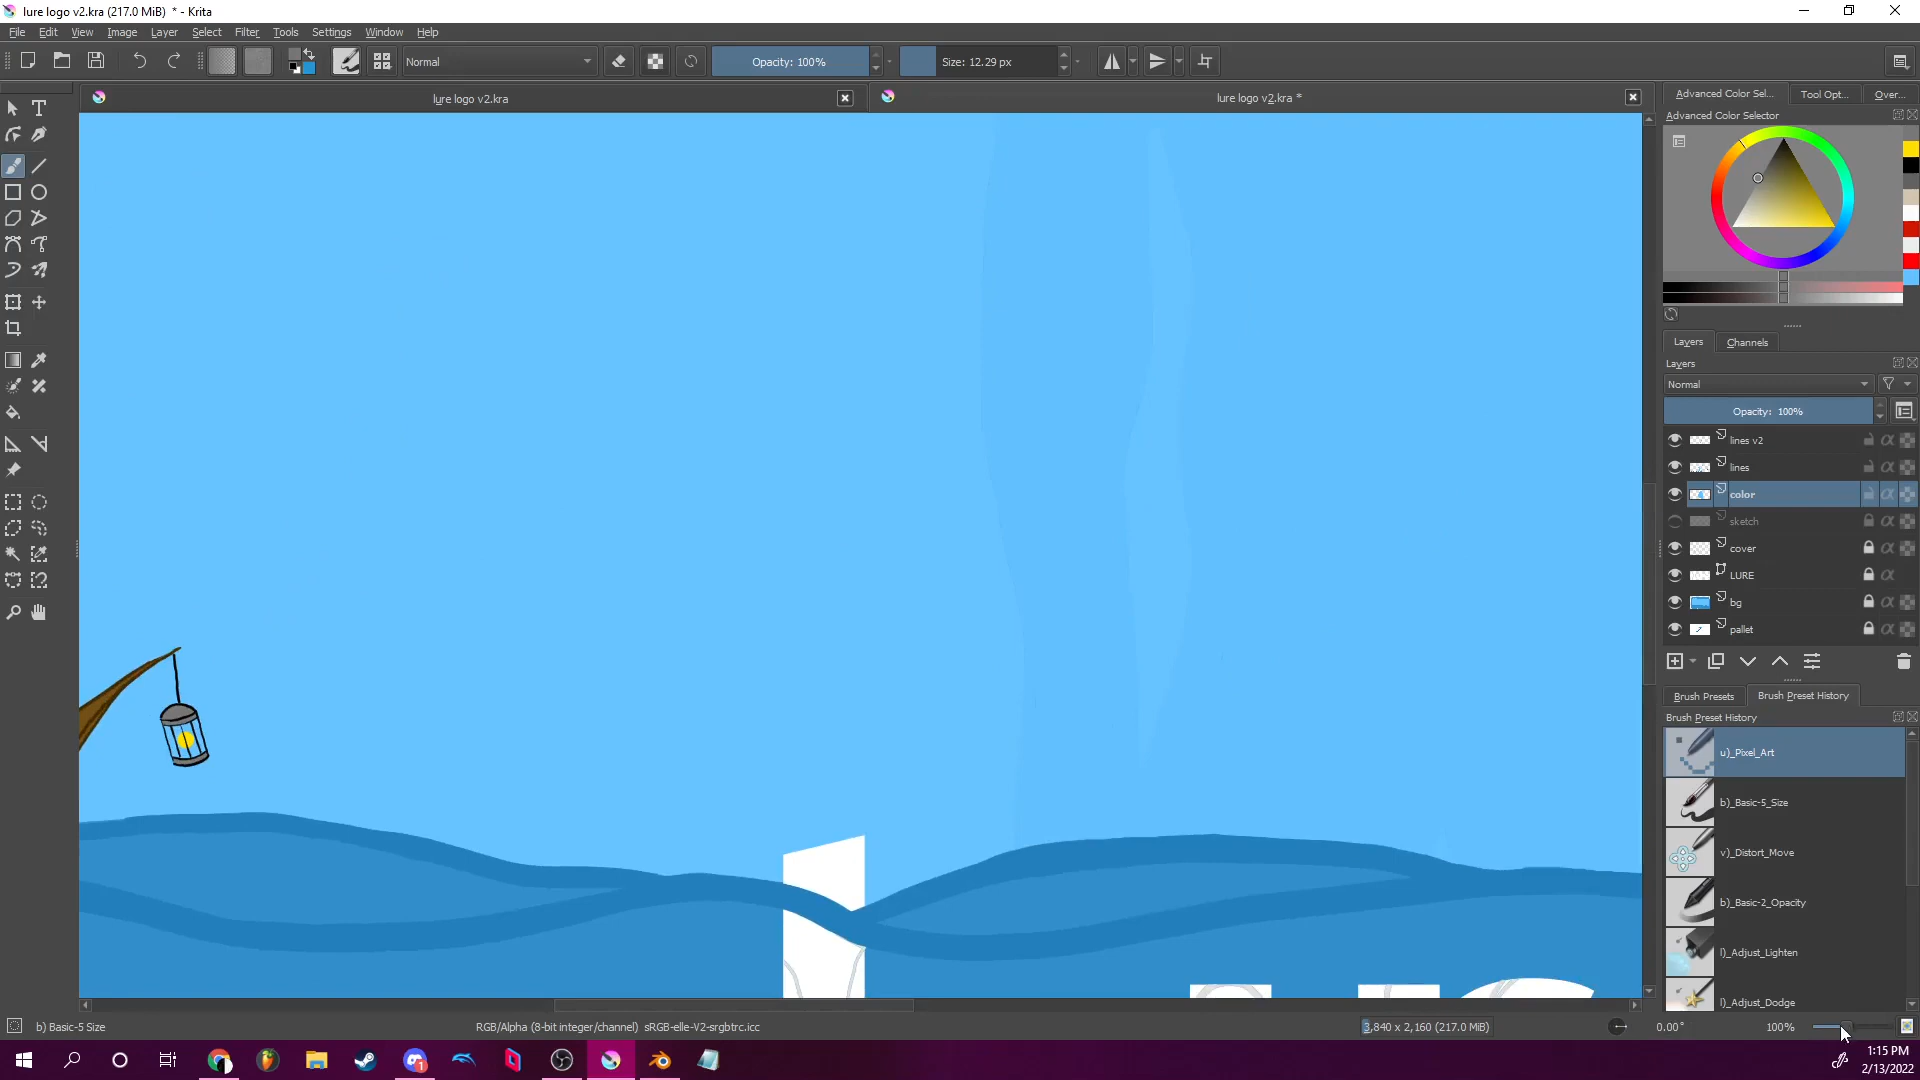 lure logo v2.kra (217.0 MiB)  * - Krita
File Edit View Image Layer Select Filter Tools Settings Window Help
Normal
Opacity: 100%
Size: 12.29 px
lure logo v2.kra
lure logo v2.kra *
Advanced Color Sel...
Tool Opt...
Over...
Advanced Color Selector
Layers
Channels
Layers
Normal
Opacity: 100%
lines v2
lines
color
sketch
cover
LURE
bg
pallet
Brush Presets
Brush Preset History
Brush Preset History
u)_Pixel_Art
b)_Basic-5_Size
v)_Distort_Move
b)_Basic-2_Opacity
l)_Adjust_Lighten
l)_Adjust_Dodge
b) Basic-5 Size
RGB/Alpha (8-bit integer/channel)  sRGB-elle-V2-srgbtrc.icc
3,840 x 2,160 (217.0 MiB)
0.00°
100%
1:15 PM
2/13/2022